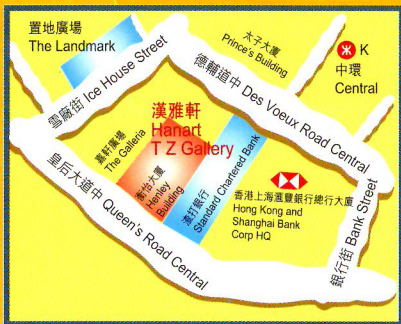 置地廣場
The Landmark
雪廠街 Ice House Street
太子大廈
Prince's Building
K
中環
Central
德輔道中 Des Voeux Road Central
漢雅軒
Hanart
T Z Gallery
嘉軒廣場
The Galleria
衡怡大廈
Henley
Building
渣打銀行
Standard Chartered Bank
香港上海滙豐銀行總行大廈
Hong Kong and
Shanghai Bank
Corp HQ
皇后大道中 Queen's Road Central
銀行街 Bank Street